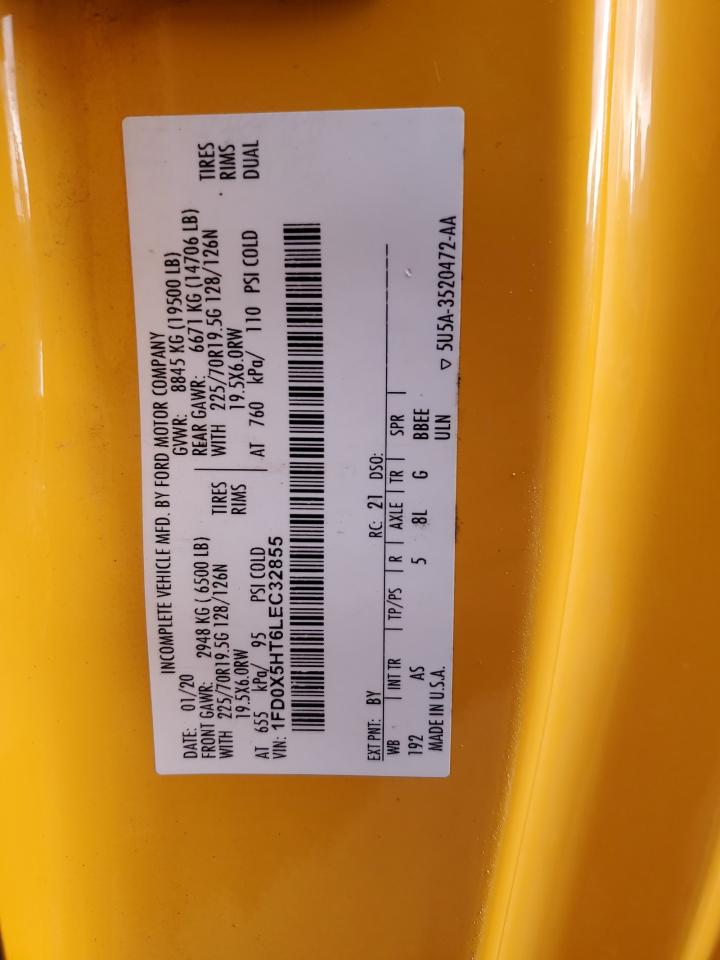 INCOMPLETE VEHICLE MFD. BY FORD MOTOR COMPANY
DATE: 01/20 GVWR: 8845 KG (19500 LB)
FRONT GAWR: 2948 KG ( 6500 LB) REAR GAWR: 6671 KG (14706 LB)
WITH 225/70R19.5G 128/126N TIRES WITH 225/70R19.5G 128/126N TIRES
19.5X6.0RW RIMS 19.5X6.0RW RIMS
AT 655 kPa/ 95 PSI COLD AT 760 kPa/ 110 PSI COLD DUAL
VIN: 1FD0X5HT6LEC32855
EXT PNT: BY RC: 21 DSO:
WB INT TR TP/PS R AXLE TR SPR
192 AS 5 8L G BBEE
MADE IN U.S.A. ULN
▽ 5U5A-3520472-AA